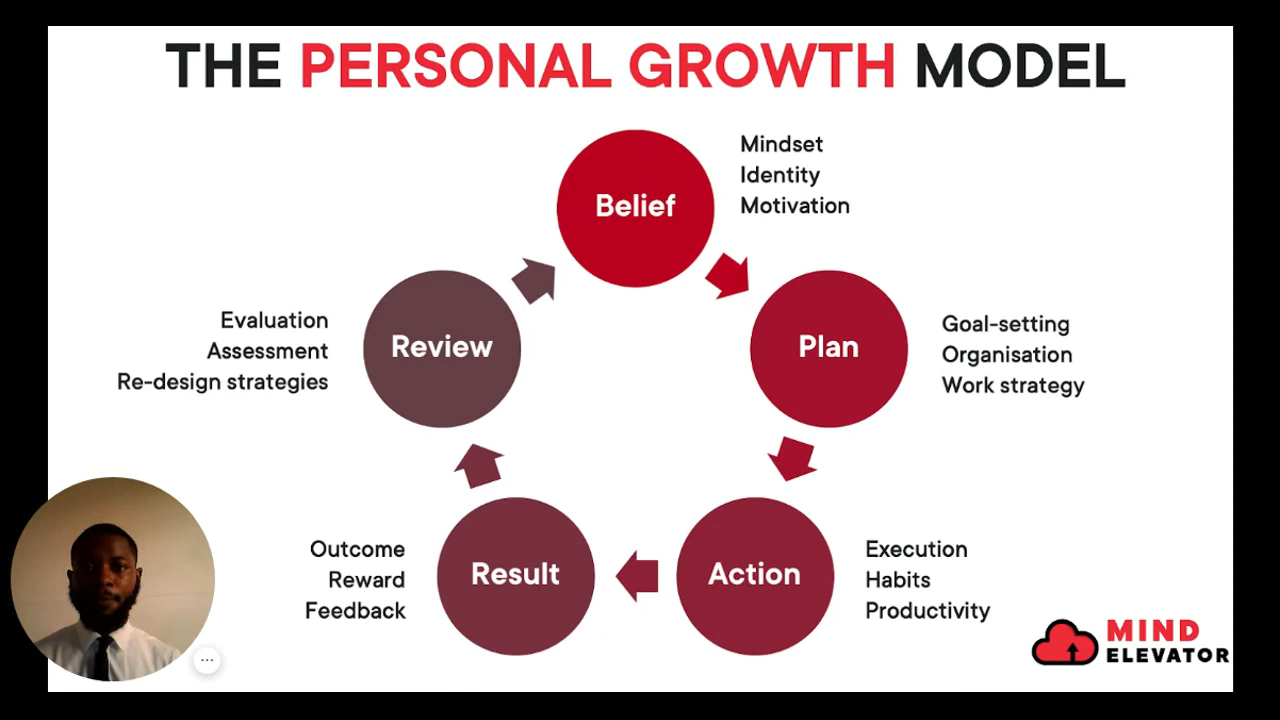 THE PERSONAL GROWTH MODEL
Belief
Mindset
Identity
Motivation
Plan
Goal-setting
Organisation
Work strategy
Action
Execution
Habits
Productivity
Result
Outcome
Reward
Feedback
Review
Evaluation
Assessment
Re-design strategies
MIND
ELEVATOR